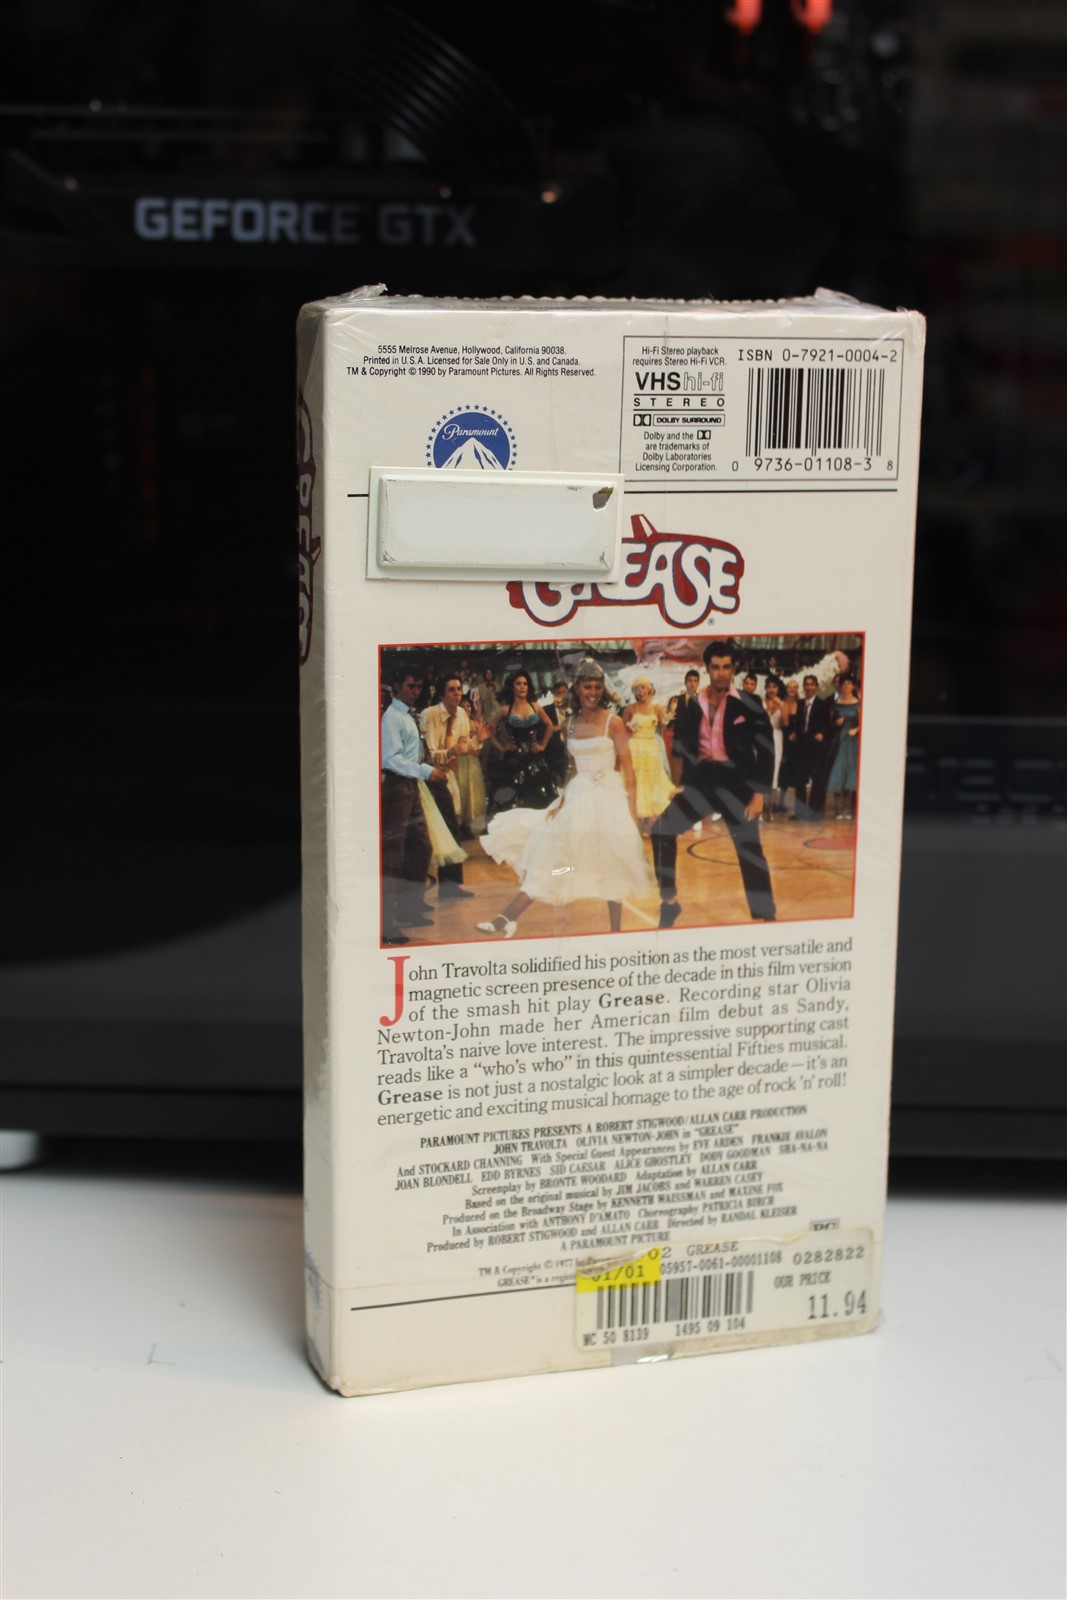 GEFORCE GTX
5555 Melrose Avenue, Hollywood, California 90038.
Printed in U.S.A. Licensed for Sale Only in U.S. and Canada.
TM & Copyright © 1990 by Paramount Pictures. All Rights Reserved.
Paramount
Hi-Fi Stereo playback
requires Stereo Hi-Fi VCR.
VHS hi-fi
STEREO
DOLBY SURROUND
Dolby and the
are trademarks of
Dolby Laboratories
Licensing Corporation.
ISBN 0-7921-0004-2
0 9736-01108-3 8
GREASE
®
John Travolta solidified his position as the most versatile and
magnetic screen presence of the decade in this film version
of the smash hit play Grease. Recording star Olivia
Newton-John made her American film debut as Sandy,
Travolta's naive love interest. The impressive supporting cast
reads like a "who's who" in this quintessential Fifties musical.
Grease is not just a nostalgic look at a simpler decade—it's an
energetic and exciting musical homage to the age of rock 'n' roll!
PARAMOUNT PICTURES PRESENTS A ROBERT STIGWOOD/ALLAN CARR PRODUCTION
JOHN TRAVOLTA OLIVIA NEWTON-JOHN in "GREASE"
And STOCKARD CHANNING With Special Guest Appearances by EVE ARDEN FRANKIE AVALON
JOAN BLONDELL EDD BYRNES SID CAESAR ALICE GHOSTLEY DODY GOODMAN SHA-NA-NA
Screenplay by BRONTE WOODARD Adaptation by ALLAN CARR
Based on the original musical by JIM JACOBS and WARREN CASEY
Produced on the Broadway Stage by KENNETH WAISSMAN and MAXINE FOX
In Association with ANTHONY D'AMATO Choreography PATRICIA BIRCH
Produced by ROBERT STIGWOOD and ALLAN CARR Directed by RANDAL KLEISER
A PARAMOUNT PICTURE
TM & Copyright © 1977 by
GREASE® is a
02 GREASE
01/01 05957-0061-00001108 0282822
OUR PRICE
11.94
MC 50 8139 1495 09 104